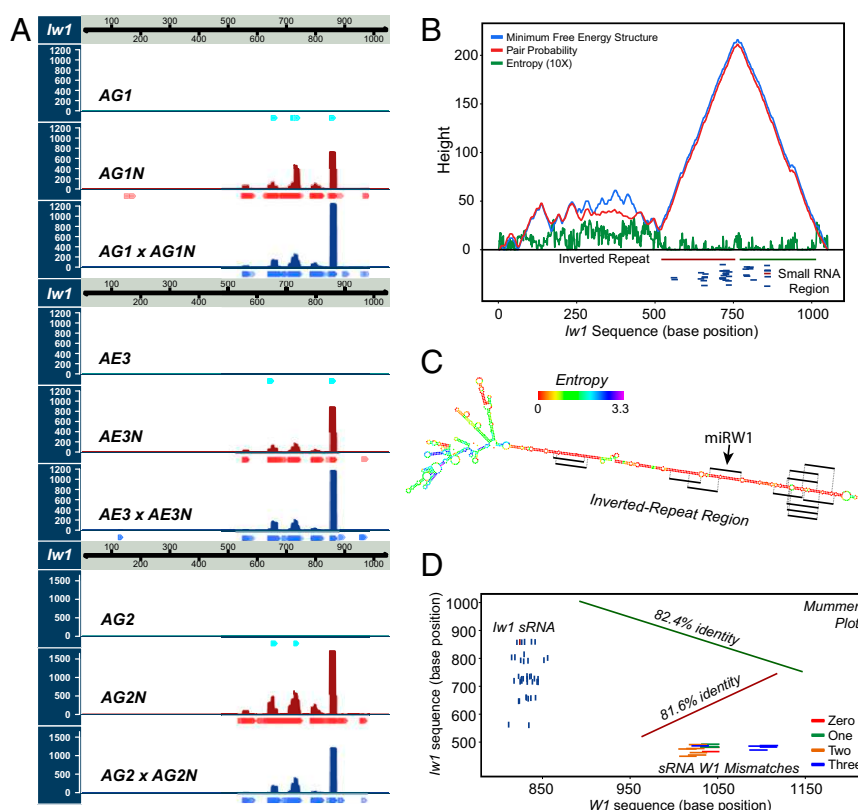 A
lw1
100 300 500 700 900
200 400 600 800 1000
1200
1000
800
600
400
200
0
AG1
1200
1000
800
600
400
200
0
AG1N
1200
1000
800
600
400
200
0
AG1 x AG1N
lw1
100 300 500 700 900
200 400 600 800 1000
1200
1000
800
600
400
200
0
AE3
1200
1000
800
600
400
200
0
AE3N
1200
1000
800
600
400
200
0
AE3 x AE3N
lw1
100 300 500 700 900
200 400 600 800 1000
1500
1000
500
0
AG2
1500
1000
500
0
AG2N
1500
1000
500
0
AG2 x AG2N
B
Minimum Free Energy Structure
Pair Probability
Entropy (10X)
Height
200
150
100
50
0
Inverted Repeat
Small RNA
Region
0 250 500 750 1000
lw1 Sequence (base position)
C
Entropy
0 3.3
miRW1
Inverted-Repeat Region
D
lw1 sequence (base position)
1000
900
800
700
600
500
lw1 sRNA
82.4% identity
Mummer
Plot
81.6% identity
Zero
One
Two
Three
sRNA W1 Mismatches
850 950 1050 1150
W1 sequence (base position)